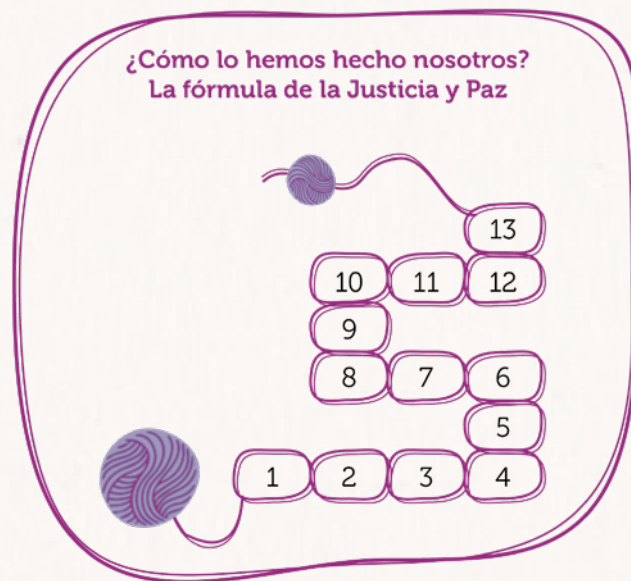 ¿Cómo lo hemos hecho nosotros?
La fórmula de la Justicia y Paz
13
10 11 12
9
8 7 6
5
1 2 3 4